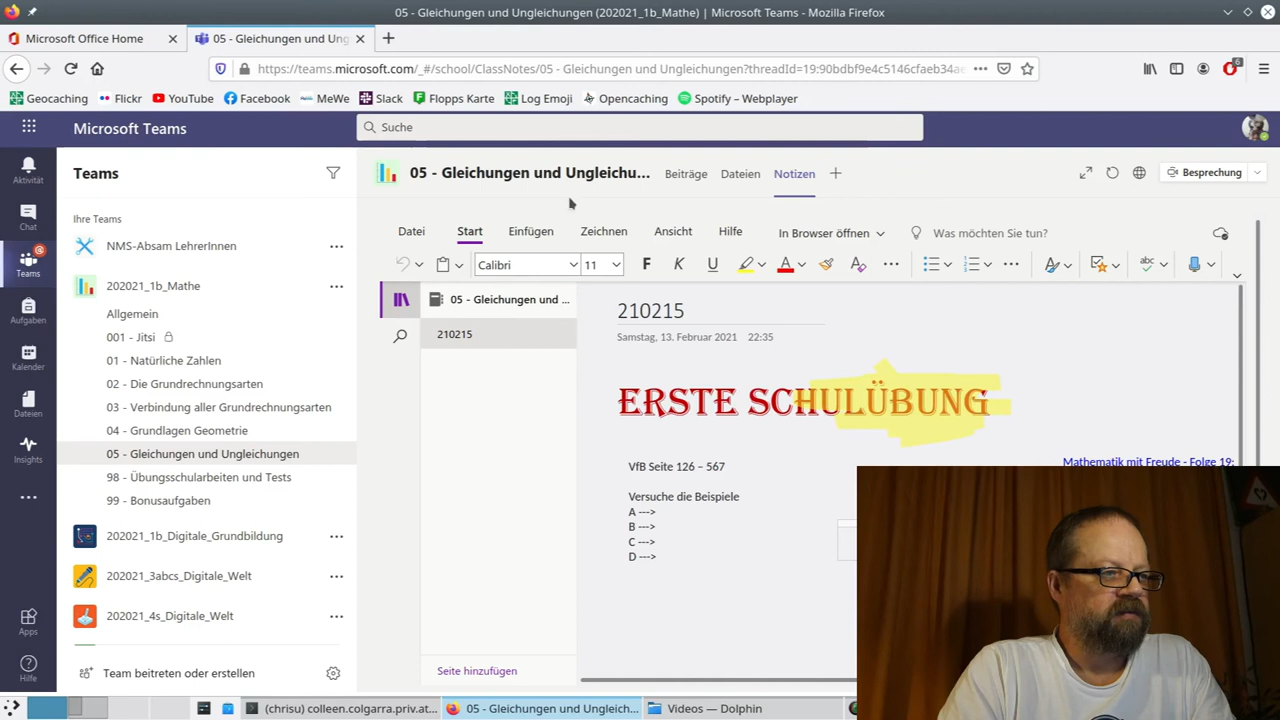 05 - Gleichungen und Ungleichungen (202021_1b_Mathe) | Microsoft Teams - Mozilla Firefox
Microsoft Office Home
05 - Gleichungen und Ung
https://teams.microsoft.com/_#/school/ClassNotes/05 - Gleichungen und Ungleichungen?threadId=19:90bdbf9e4c5146cfaeb34ae
6
Geocaching
Flickr
YouTube
Facebook
MeWe
Slack
Flopps Karte
Log Emoji
Opencaching
Spotify – Webplayer
Microsoft Teams
Suche
Aktivität
Chat
Teams
Aufgaben
Kalender
Dateien
Insights
Apps
Hilfe
Teams
Ihre Teams
NMS-Absam LehrerInnen
202021_1b_Mathe
Allgemein
001 - Jitsi
01 - Natürliche Zahlen
02 - Die Grundrechnungsarten
03 - Verbindung aller Grundrechnungsarten
04 - Grundlagen Geometrie
05 - Gleichungen und Ungleichungen
98 - Übungsschularbeiten und Tests
99 - Bonusaufgaben
202021_1b_Digitale_Grundbildung
202021_3abcs_Digitale_Welt
202021_4s_Digitale_Welt
Team beitreten oder erstellen
05 - Gleichungen und Ungleichu...
Beiträge
Dateien
Notizen
Besprechung
Datei
Start
Einfügen
Zeichnen
Ansicht
Hilfe
In Browser öffnen
Was möchten Sie tun?
Calibri
11
F
K
U
05 - Gleichungen und ...
210215
Seite hinzufügen
210215
Samstag, 13. Februar 2021 22:35
ERSTE SCHULÜBUNG
VfB Seite 126 – 567
Mathematik mit Freude - Folge 19:
Versuche die Beispiele
A --->
B --->
C --->
D --->
(chrisu) colleen.colgarra.priv.at...
05 - Gleichungen und Ungleich...
Videos — Dolphin